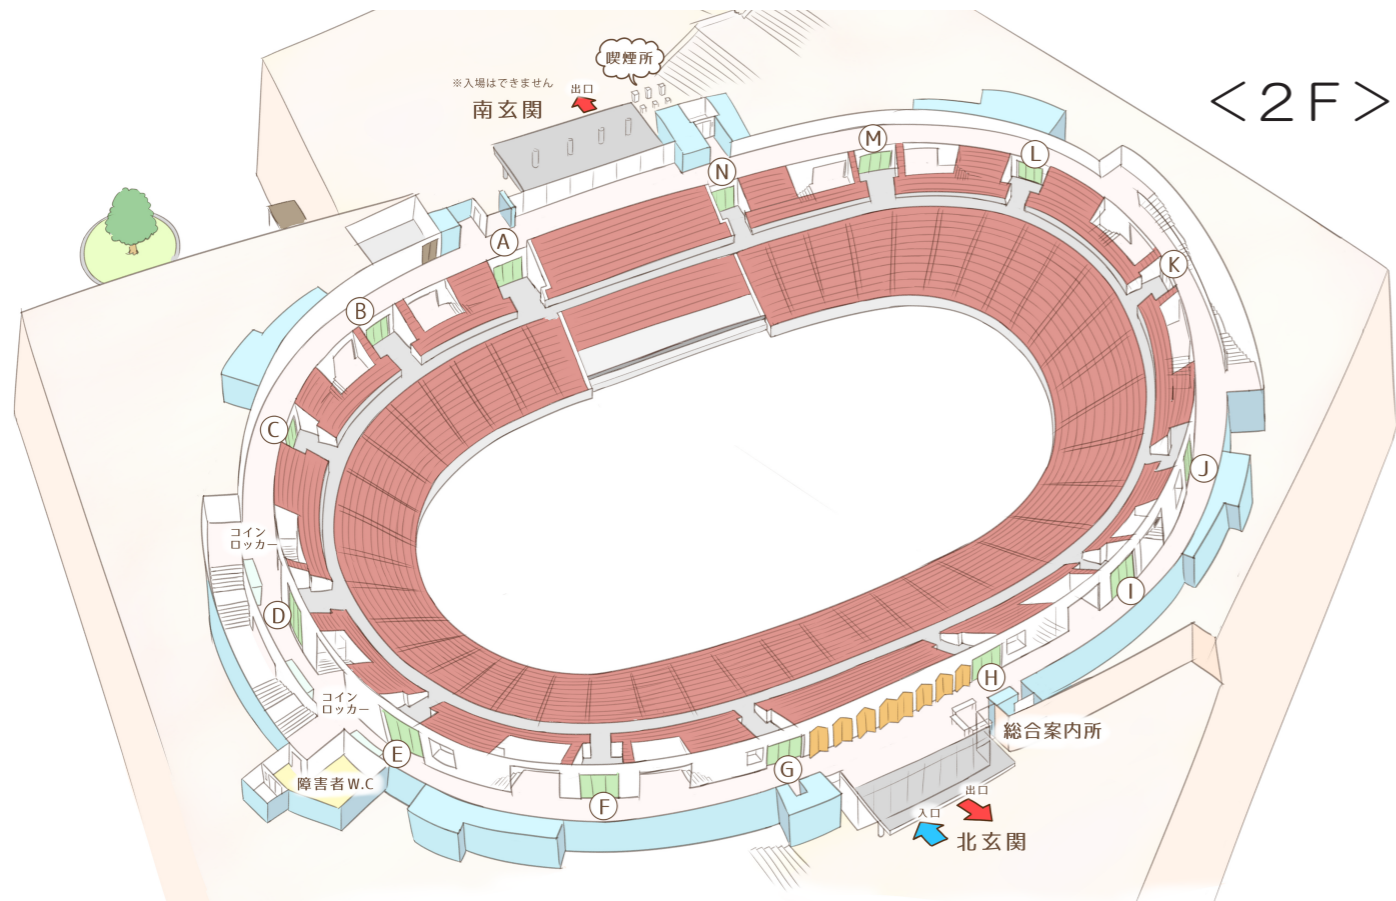 <2F>
喫煙所
※入場はできません
出口
南玄関
M
L
N
A
K
B
C
J
コイン
ロッカー
I
D
H
コイン
ロッカー
総合案内所
E
G
障害者W.C
出口
F
入口
北玄関